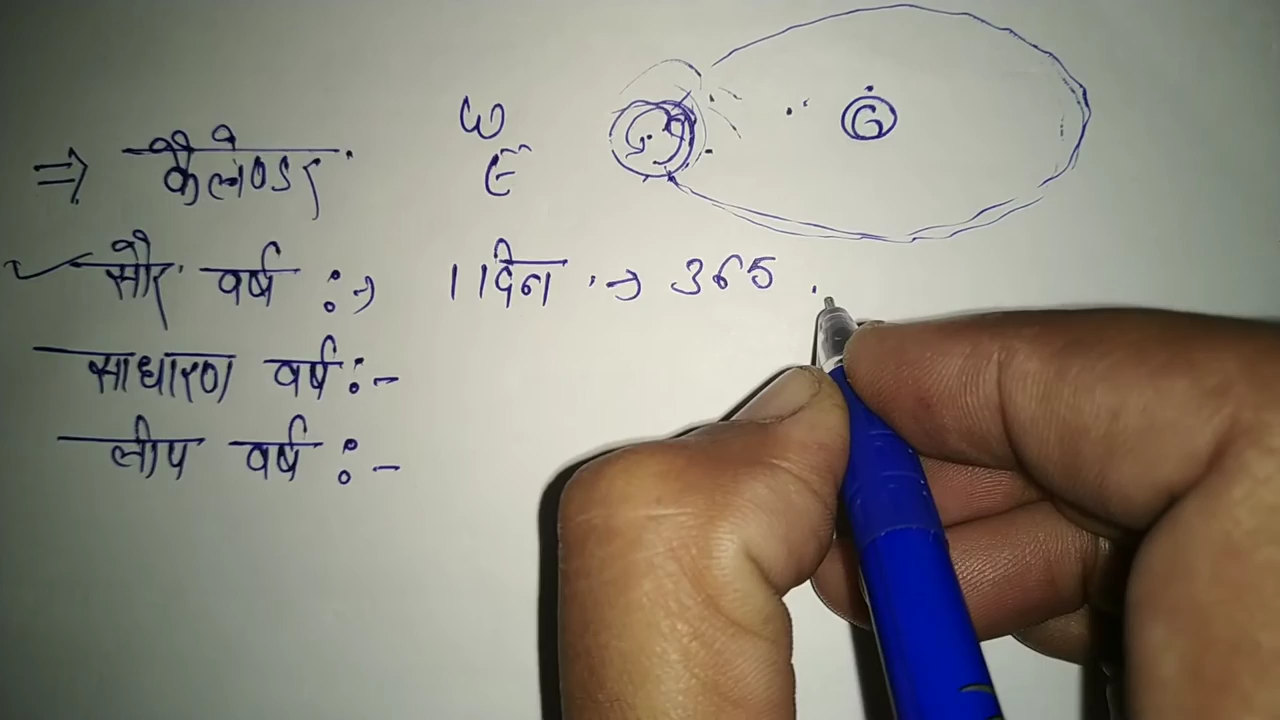 ⇒ कैलेण्डर
W
E
G
सौर वर्ष :→ 1 दिन :→ 365 .
साधारण वर्ष :-
लीप वर्ष :-